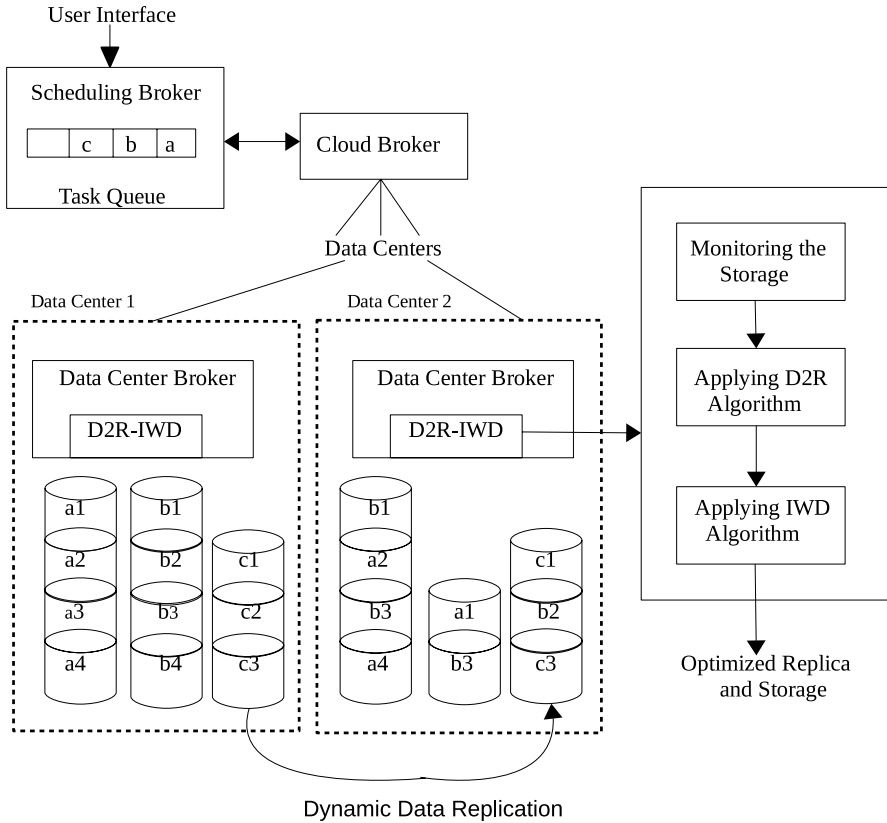 User Interface
Scheduling Broker
c b a
Task Queue
Cloud Broker
Data Centers
Data Center 1
Data Center 2
Data Center Broker
D2R-IWD
a1
a2
a3
a4
b1
b2
b3
b4
c1
c2
c3
Data Center Broker
D2R-IWD
b1
a2
b3
a4
a1
b3
c1
b2
c3
Dynamic Data Replication
Monitoring the
Storage
Applying D2R
Algorithm
Applying IWD
Algorithm
Optimized Replica
and Storage